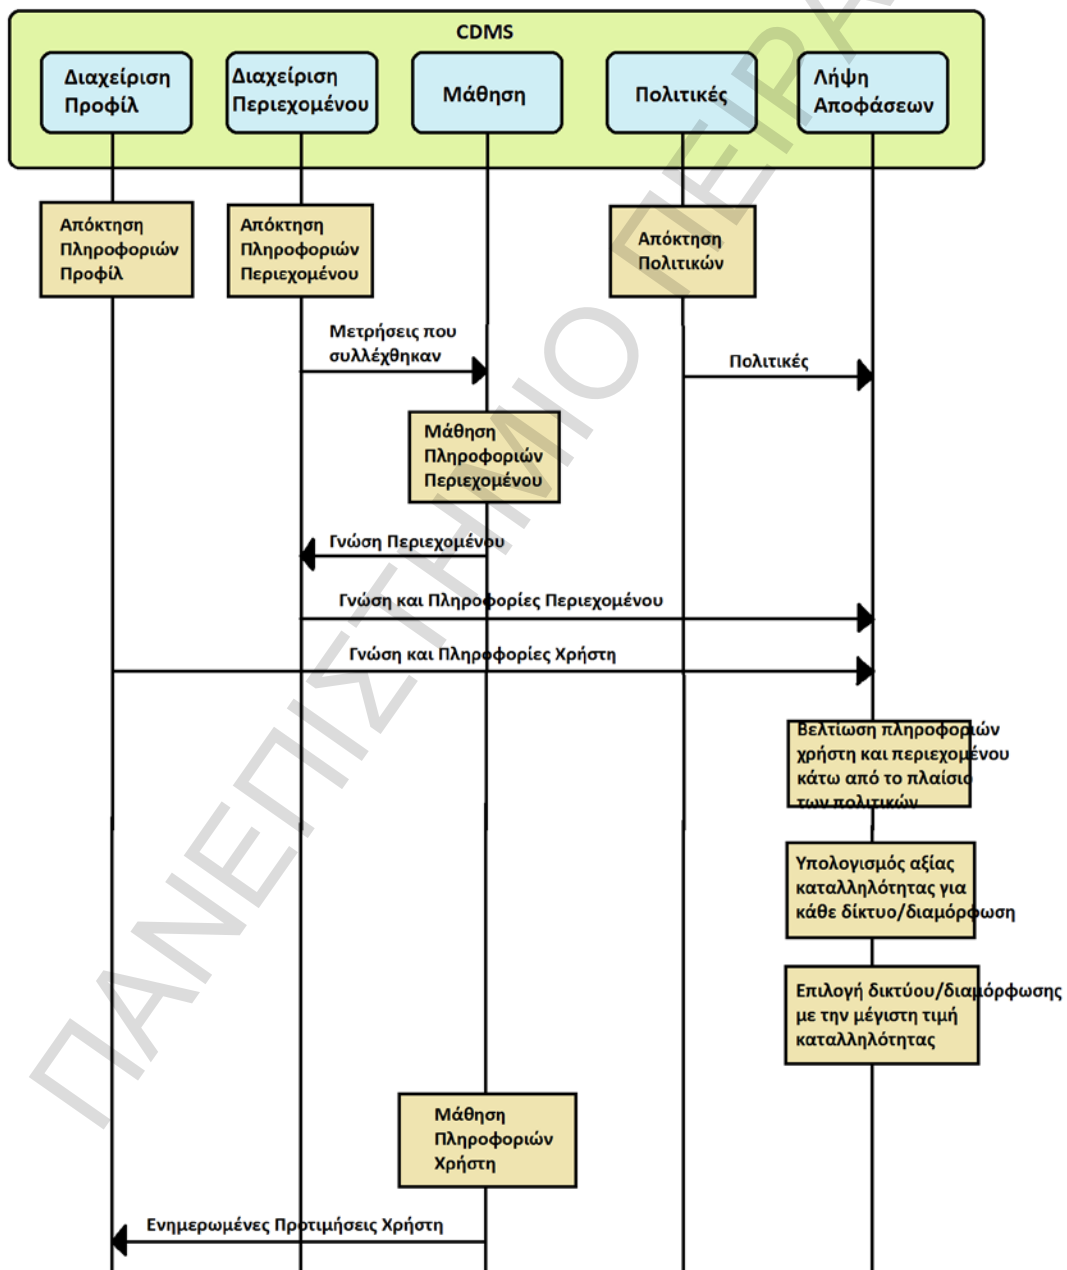 CDMS
Διαχείριση
Προφίλ
Διαχείριση
Περιεχομένου
Μάθηση
Πολιτικές
Λήψη
Αποφάσεων
Απόκτηση
Πληροφοριών
Προφίλ
Απόκτηση
Πληροφοριών
Περιεχομένου
Απόκτηση
Πολιτικών
Μετρήσεις που
συλλέχθηκαν
Πολιτικές
Μάθηση
Πληροφοριών
Περιεχομένου
Γνώση Περιεχομένου
Γνώση και Πληροφορίες Περιεχομένου
Γνώση και Πληροφορίες Χρήστη
Βελτίωση πληροφοριών
χρήστη και περιεχομένου
κάτω από το πλαίσιο
των πολιτικών
Υπολογισμός αξίας
καταλληλότητας για
κάθε δίκτυο/διαμόρφωση
Επιλογή δικτύου/διαμόρφωσης
με την μέγιστη τιμή
καταλληλότητας
Μάθηση
Πληροφοριών
Χρήστη
Ενημερωμένες Προτιμήσεις Χρήστη
ΠΑΝΕΠΙΣΤΗΜΙΟ ΠΕΙΡΑ